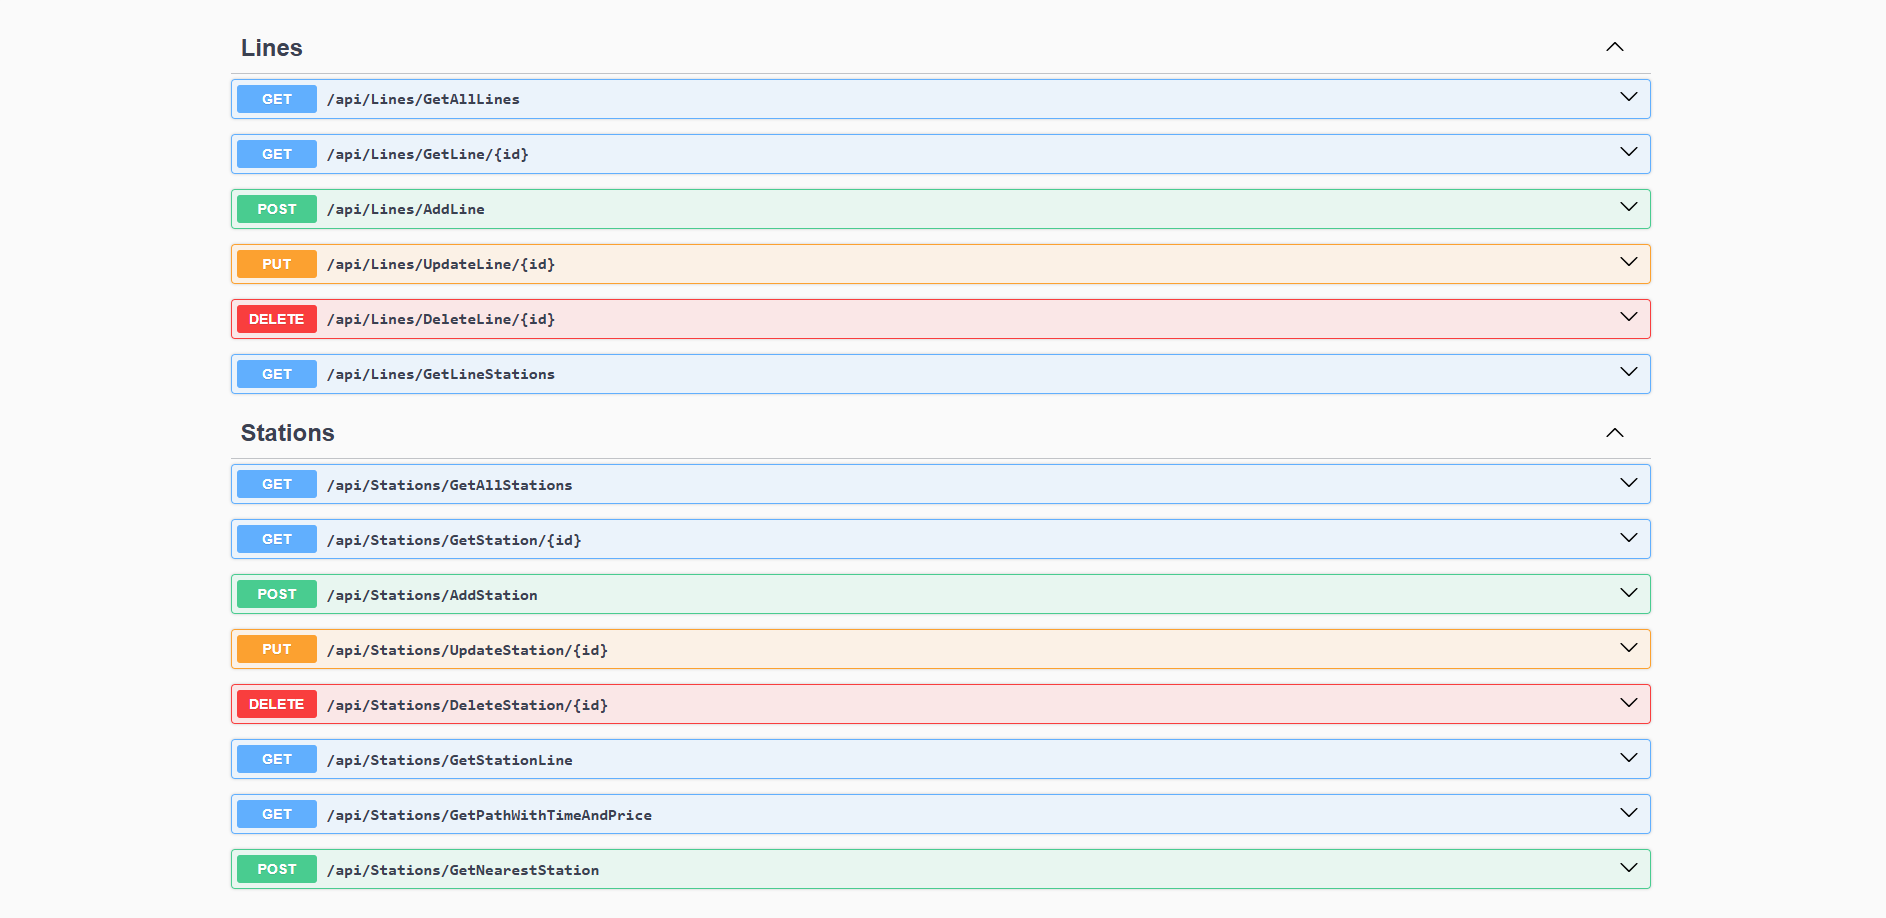 Lines
GET /api/Lines/GetAllLines
GET /api/Lines/GetLine/{id}
POST /api/Lines/AddLine
PUT /api/Lines/UpdateLine/{id}
DELETE /api/Lines/DeleteLine/{id}
GET /api/Lines/GetLineStations
Stations
GET /api/Stations/GetAllStations
GET /api/Stations/GetStation/{id}
POST /api/Stations/AddStation
PUT /api/Stations/UpdateStation/{id}
DELETE /api/Stations/DeleteStation/{id}
GET /api/Stations/GetStationLine
GET /api/Stations/GetPathWithTimeAndPrice
POST /api/Stations/GetNearestStation